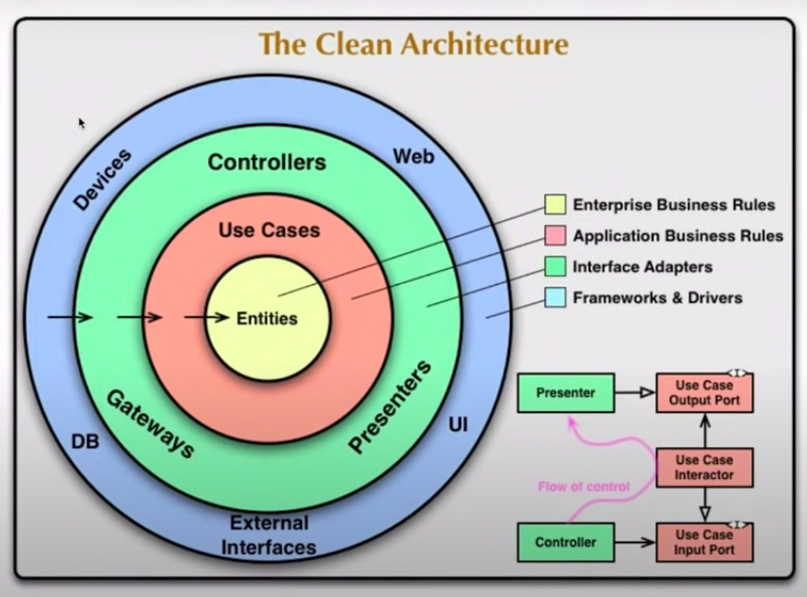 The Clean Architecture
Devices
Web
Controllers
Use Cases
Entities
Gateways
Presenters
DB
UI
External
Interfaces
Enterprise Business Rules
Application Business Rules
Interface Adapters
Frameworks & Drivers
Presenter
Use Case
Output Port
<I>
Use Case
Interactor
Flow of control
Controller
Use Case
Input Port
<I>